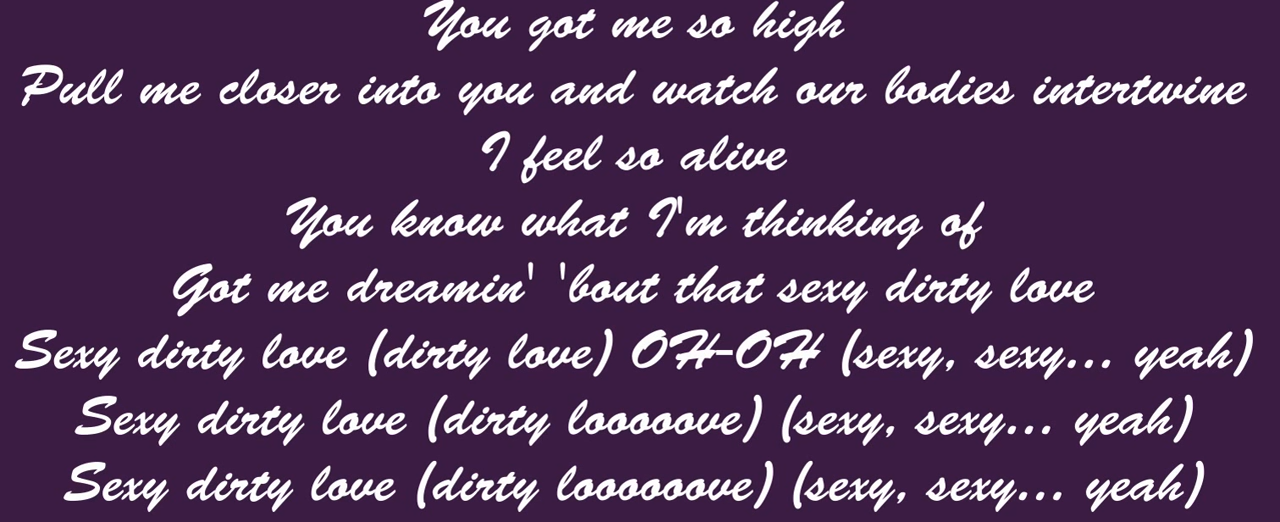 You got me so high
Pull me closer into you and watch our bodies intertwine
I feel so alive
You know what I'm thinking of
Got me dreamin' 'bout that sexy dirty love
Sexy dirty love (dirty love) OH-OH (sexy, sexy... yeah)
Sexy dirty love (dirty looooove) (sexy, sexy... yeah)
Sexy dirty love (dirty loooooove) (sexy, sexy... yeah)